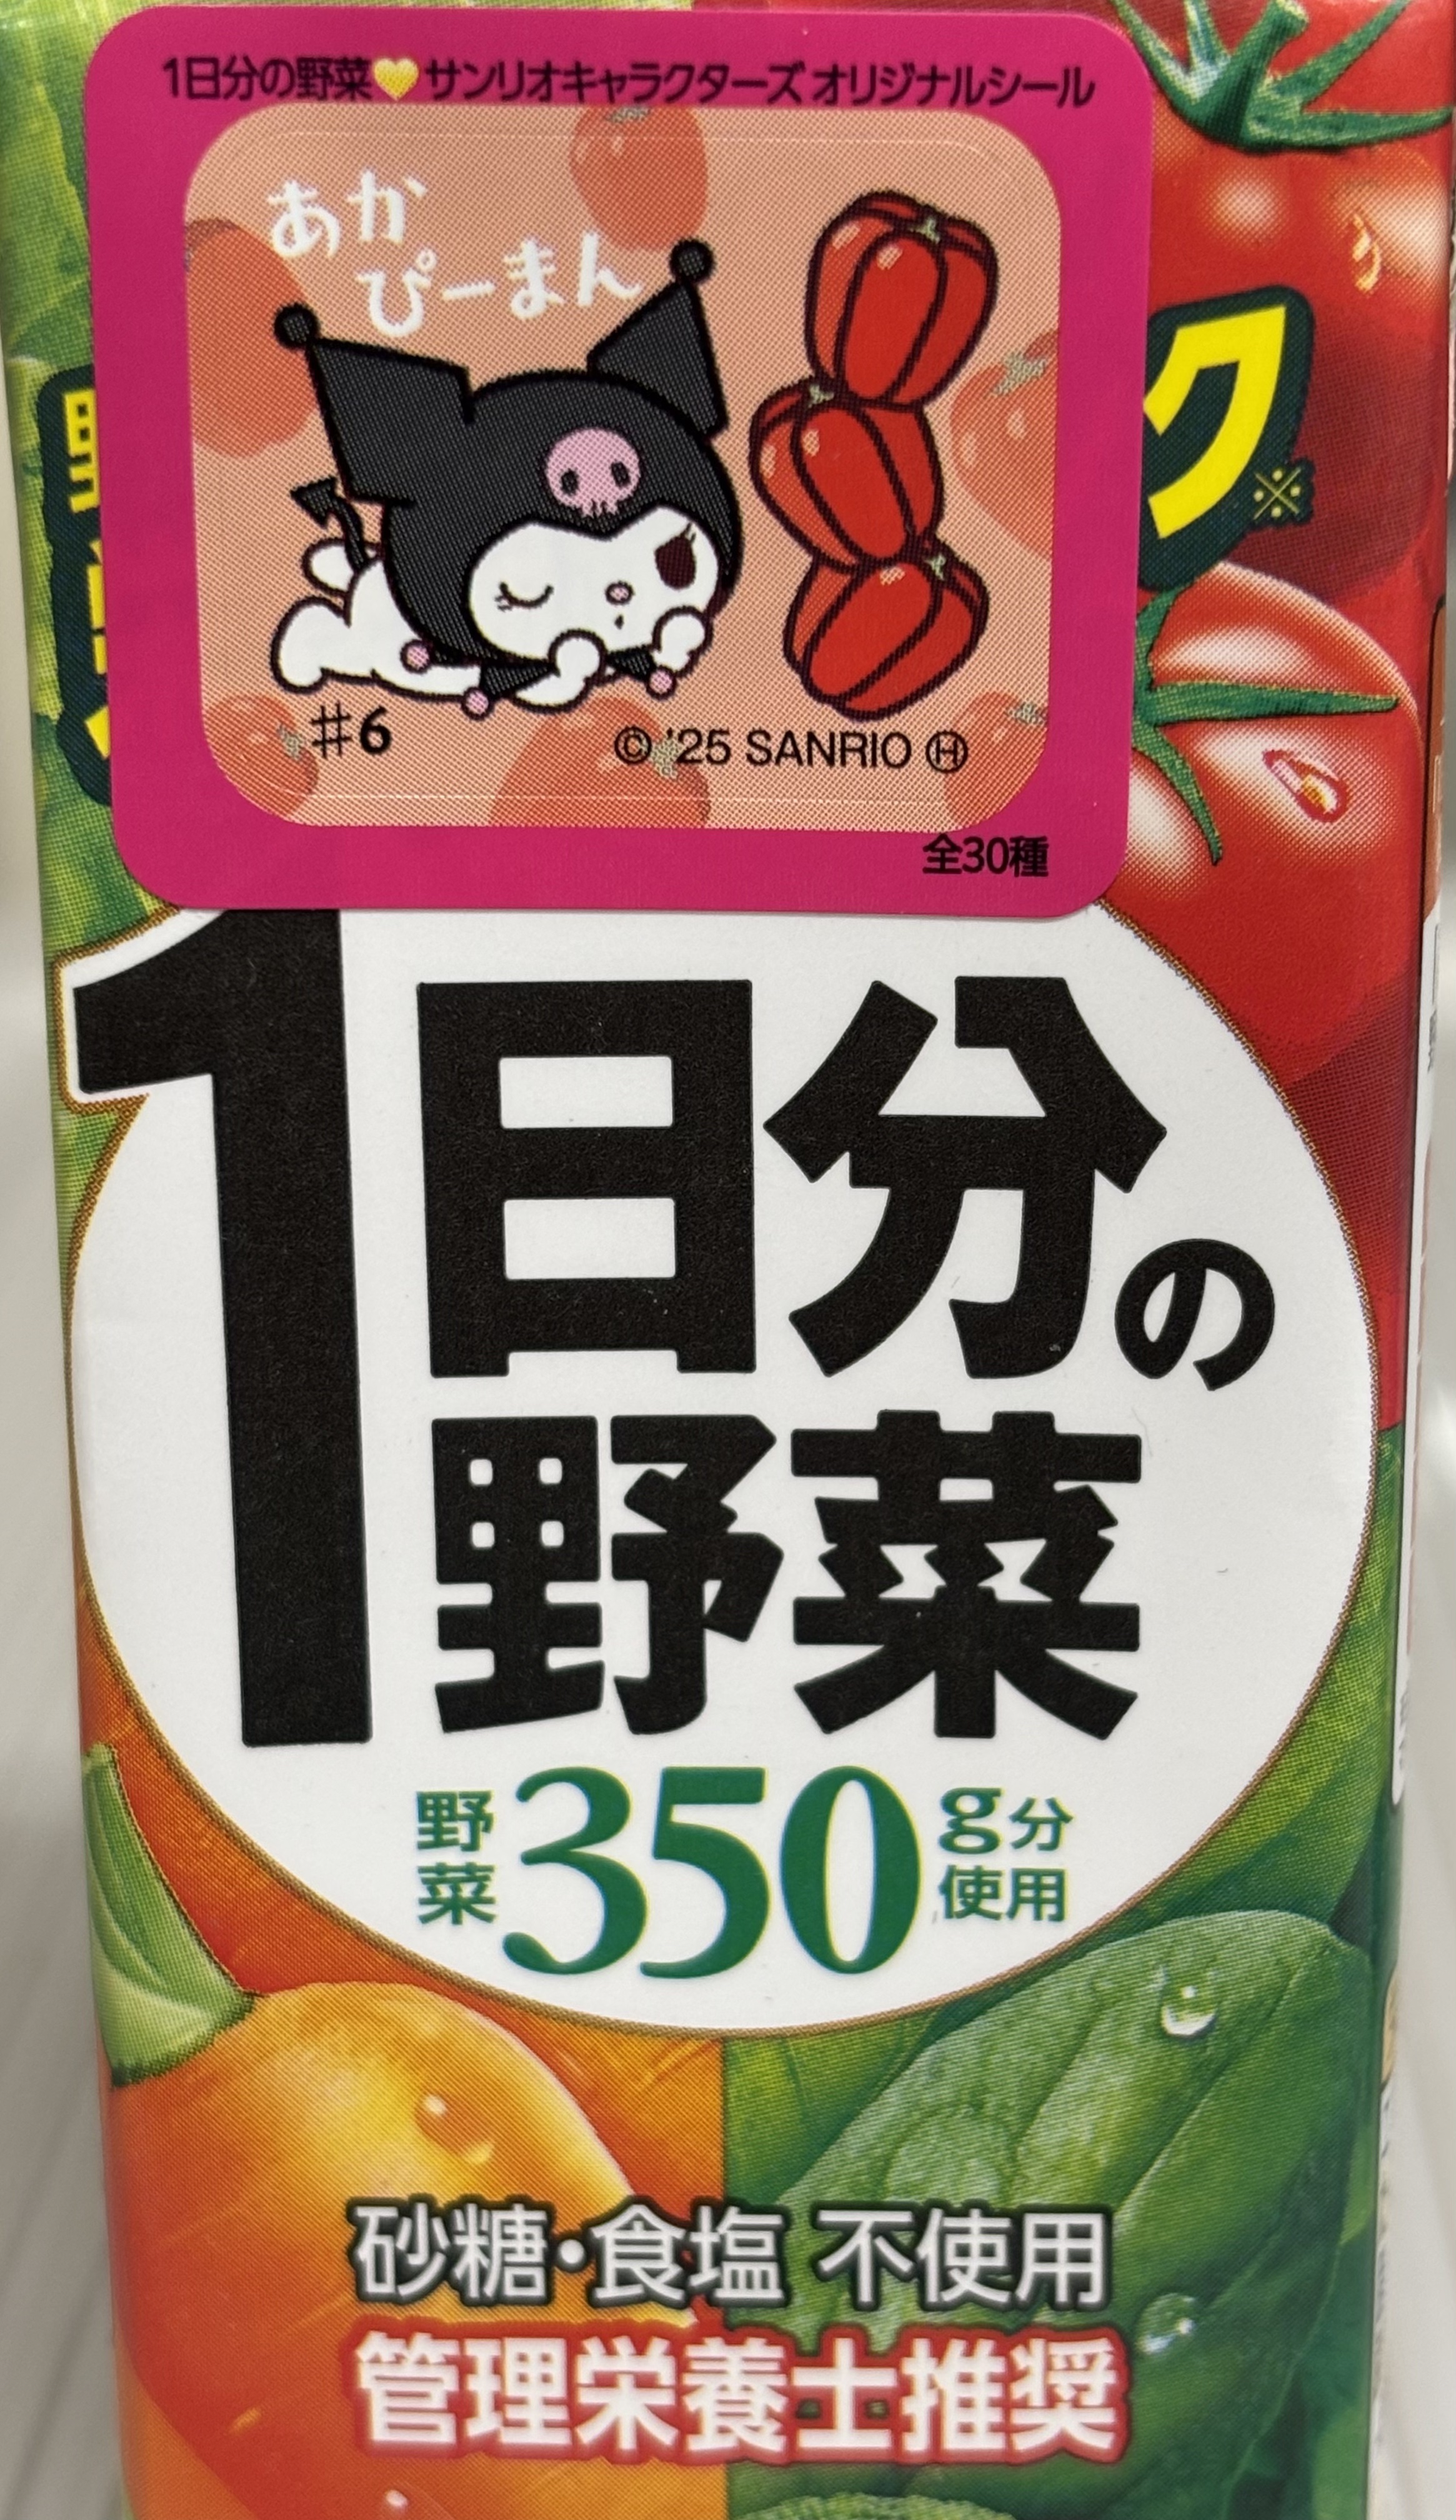 1日分の野菜💛サンリオキャラクターズ オリジナルシール
あか
ぴーまん
#6
© '25 SANRIO Ⓗ
全30種
ク※
1日分の
野菜
野菜350g分使用
砂糖・食塩 不使用
管理栄養士推奨